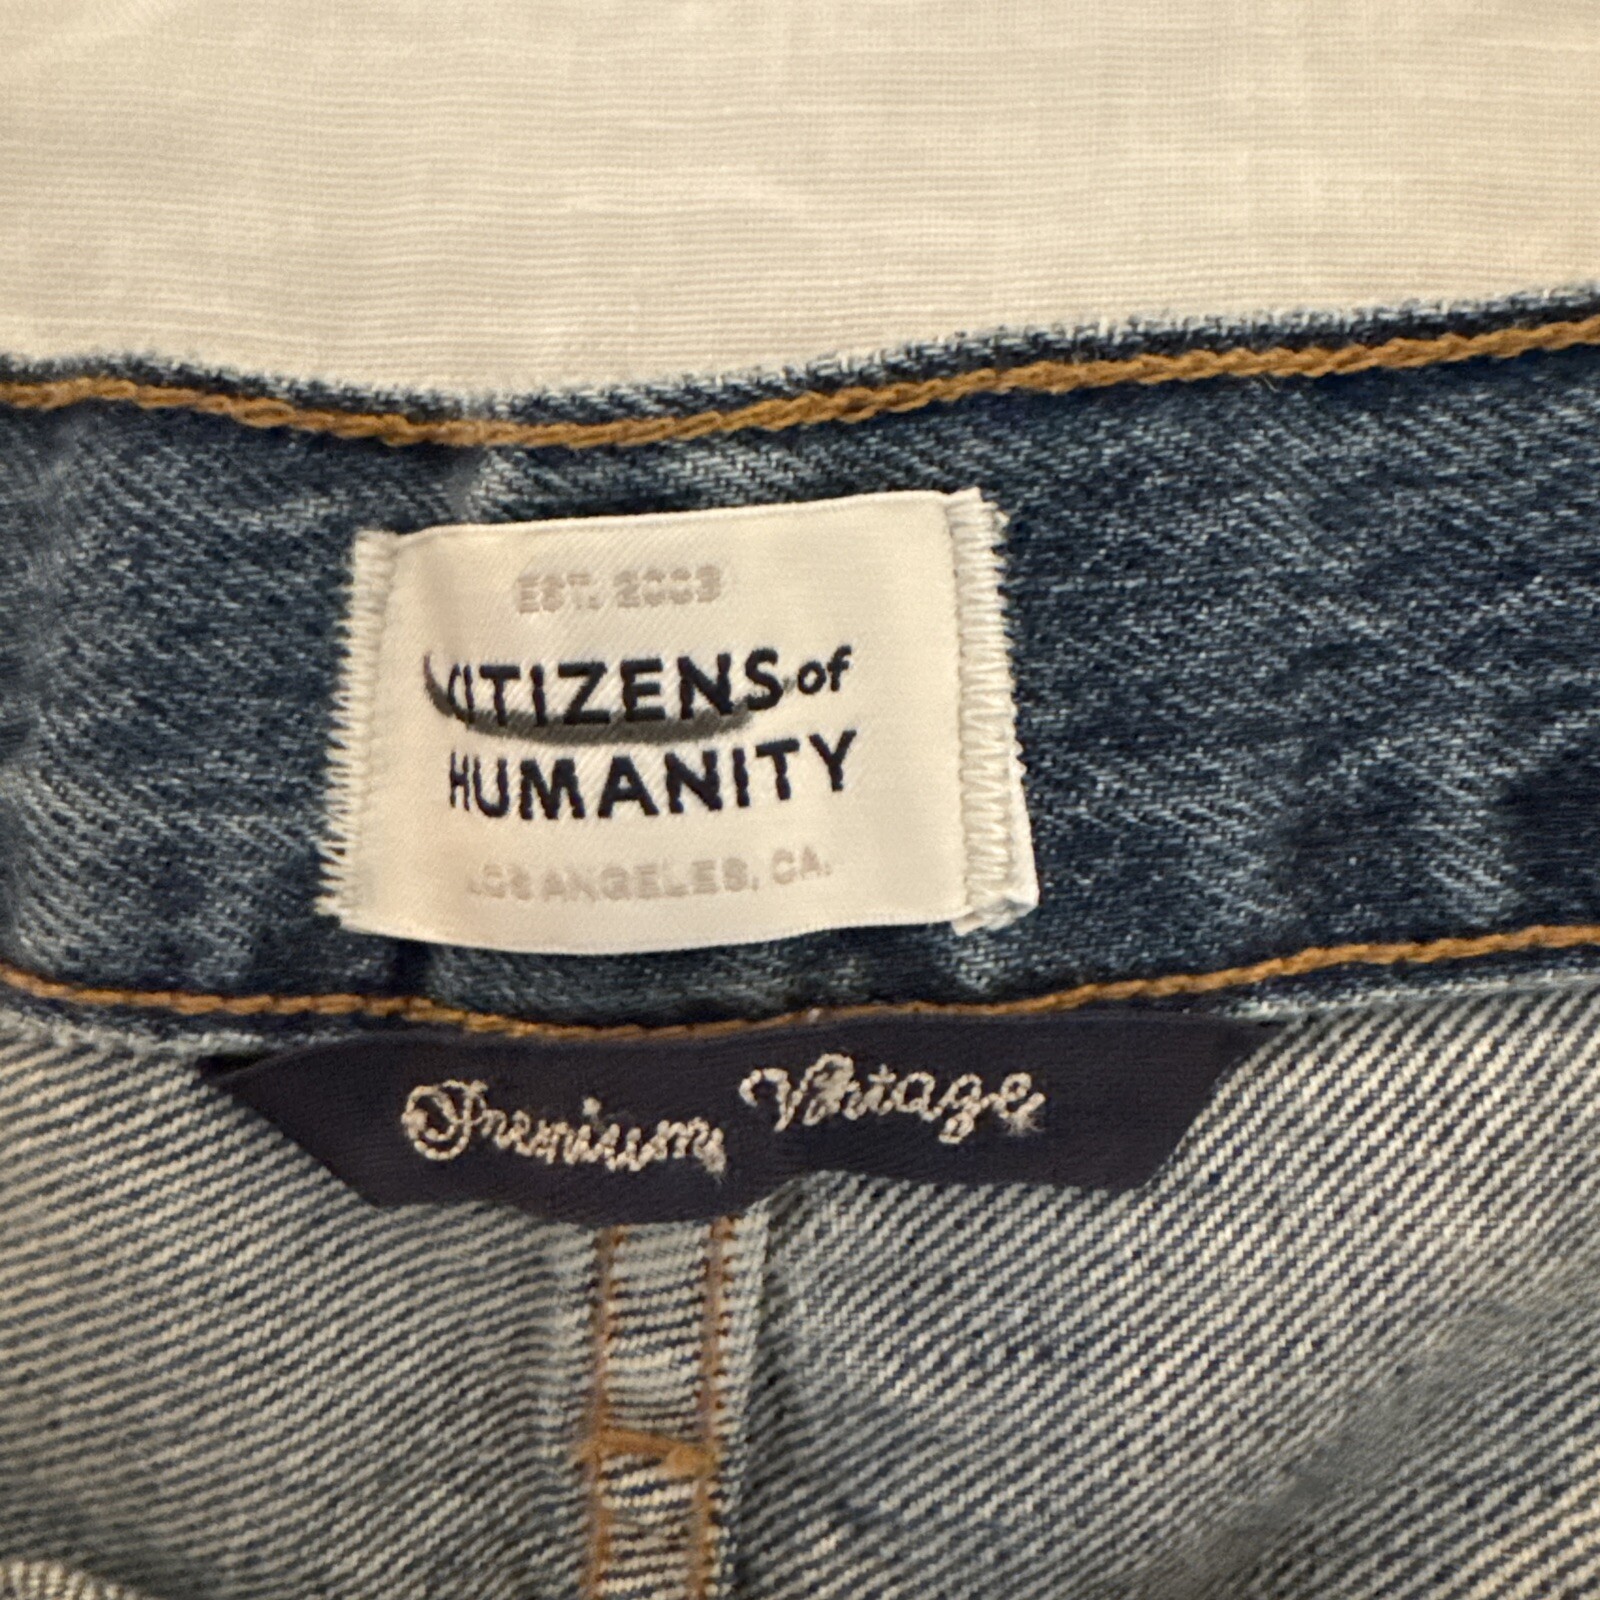 EST. 2003
CITIZENS of
HUMANITY
LOS ANGELES, CA.
Premium Vintage